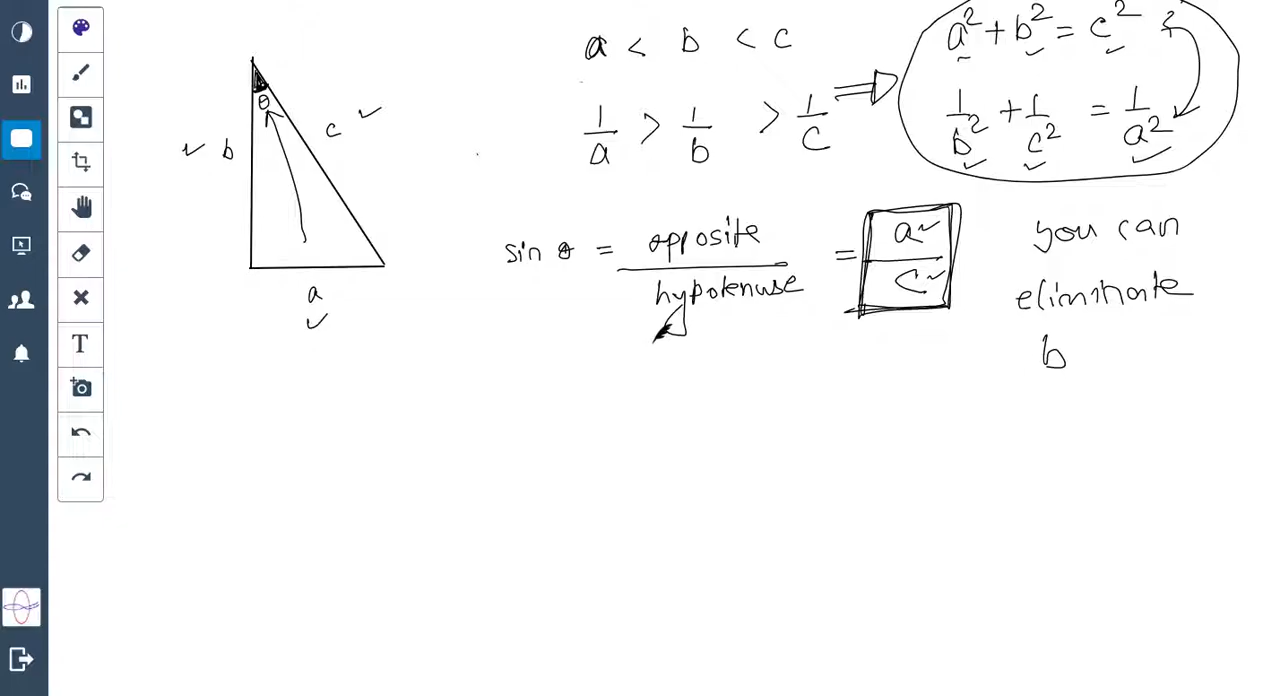 a < b < c
a² + b² = c²
1/a > 1/b > 1/c ⇒
1/b² + 1/c² = 1/a²
θ
c
b
a
sin θ = opposite/hypotenuse = a/c
you can
eliminate
b
T